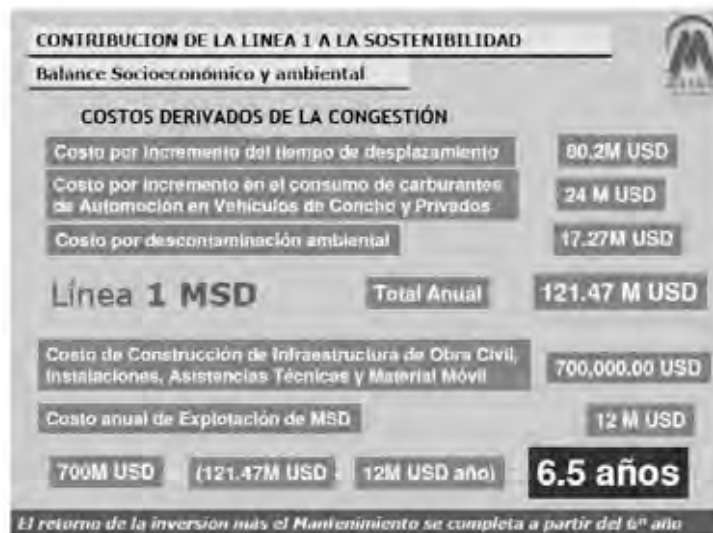 CONTRIBUCION DE LA LINEA 1 A LA SOSTENIBILIDAD
Balance Socioeconómico y ambiental
COSTOS DERIVADOS DE LA CONGESTIÓN
Costo por incremento del tiempo de desplazamiento 80.2M USD
Costo por incremento en el consumo de carburantes
de Automoción en Vehículos de Concho y Privados 24 M USD
Costo por descontaminación ambiental 17.27M USD
Línea 1 MSD Total Anual 121.47 M USD
Costo de Construcción de Infraestructura de Obra Civil,
Instalaciones, Asistencias Técnicas y Material Móvil 700,000.00 USD
Costo anual de Explotación de MSD 12 M USD
700M USD (121.47M USD - 12M USD año) 6.5 años
El retorno de la inversión más el Mantenimiento se completa a partir del 6º año